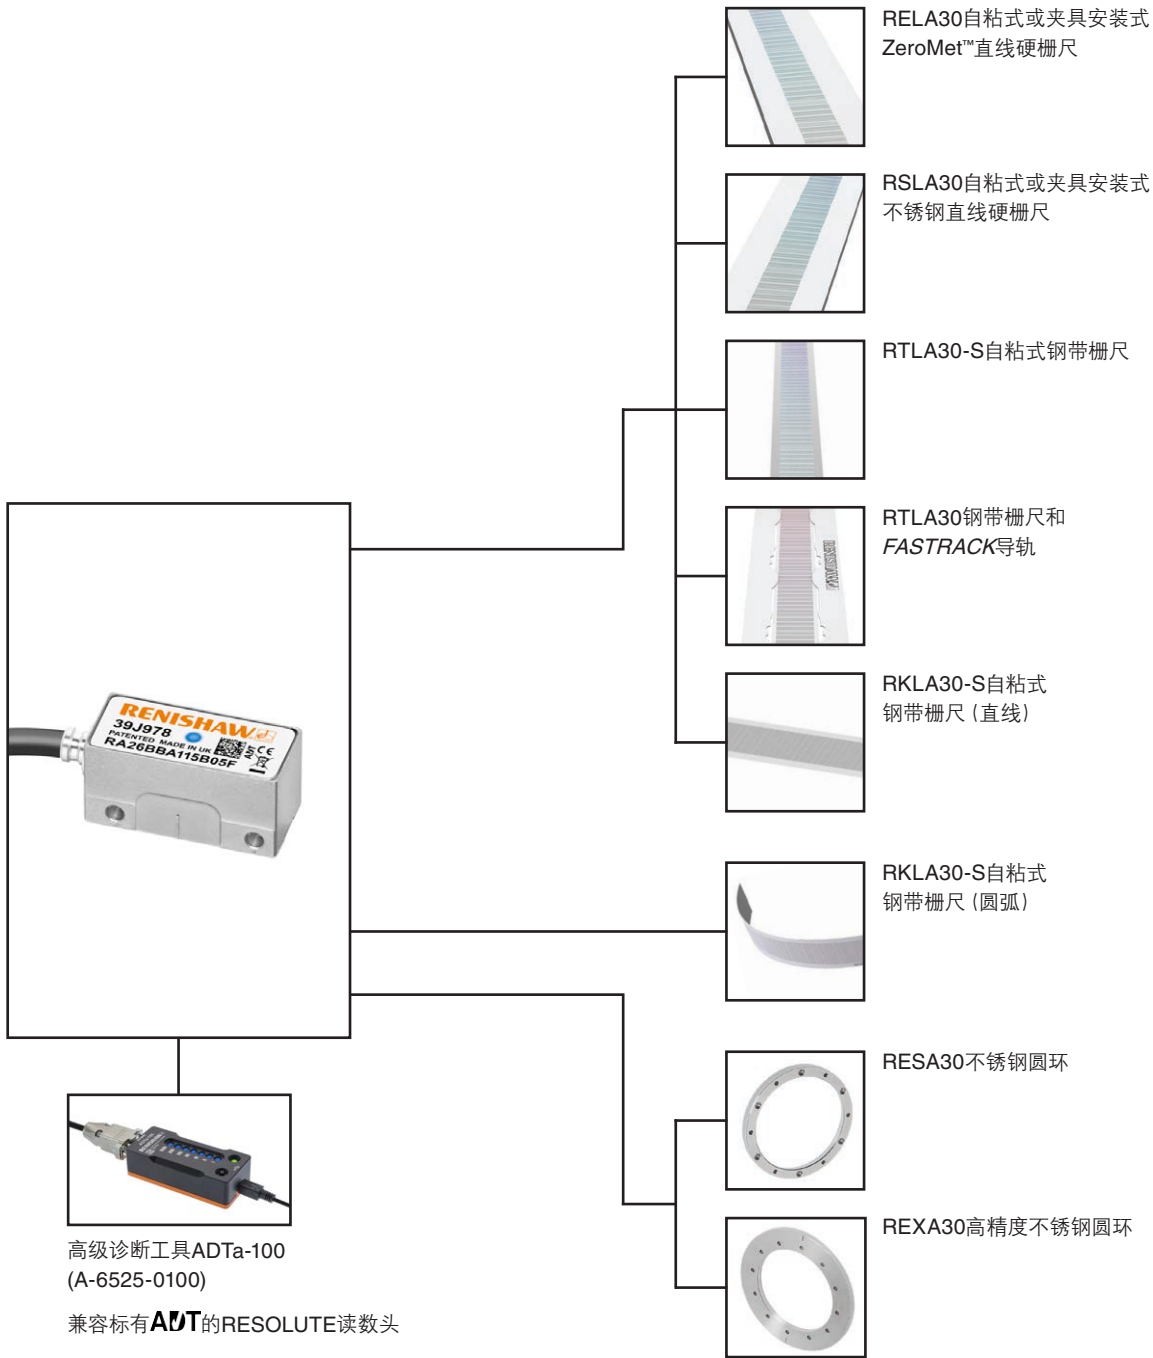 RELA30自粘式或夹具安装式
ZeroMet™直线硬栅尺
RSLA30自粘式或夹具安装式
不锈钢直线硬栅尺
RTLA30-S自粘式钢带栅尺
RTLA30钢带栅尺和
FASTRACK导轨
RENISHAW
RKLA30-S自粘式
钢带栅尺（直线）
RENISHAW
39J978
PATENTED MADE IN UK
RA26BBA115B05F
ADT CE
RKLA30-S自粘式
钢带栅尺（圆弧）
RESA30不锈钢圆环
REXA30高精度不锈钢圆环
高级诊断工具ADTa-100
(A-6525-0100)
兼容标有ADT的RESOLUTE读数头